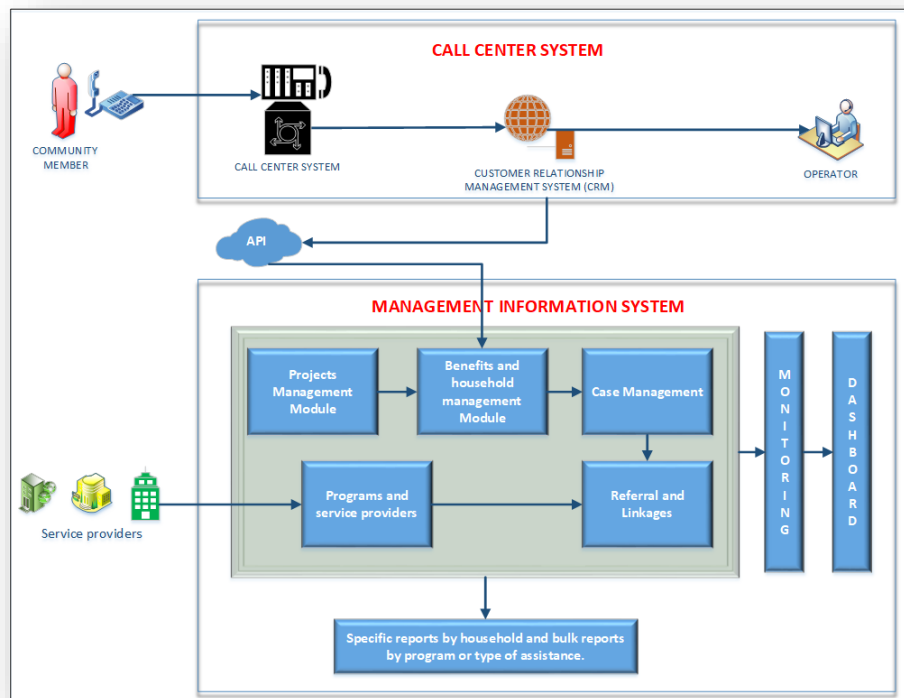 CALL CENTER SYSTEM
COMMUNITY
MEMBER
CALL CENTER SYSTEM
CUSTOMER RELATIONSHIP
MANAGEMENT SYSTEM (CRM)
OPERATOR
API
MANAGEMENT INFORMATION SYSTEM
Projects
Management
Module
Benefits and
household
management
Module
Case Management
MONITORING
DASHBOARD
Service providers
Programs and
service providers
Referral and
Linkages
Specific reports by household and bulk reports
by program or type of assistance.